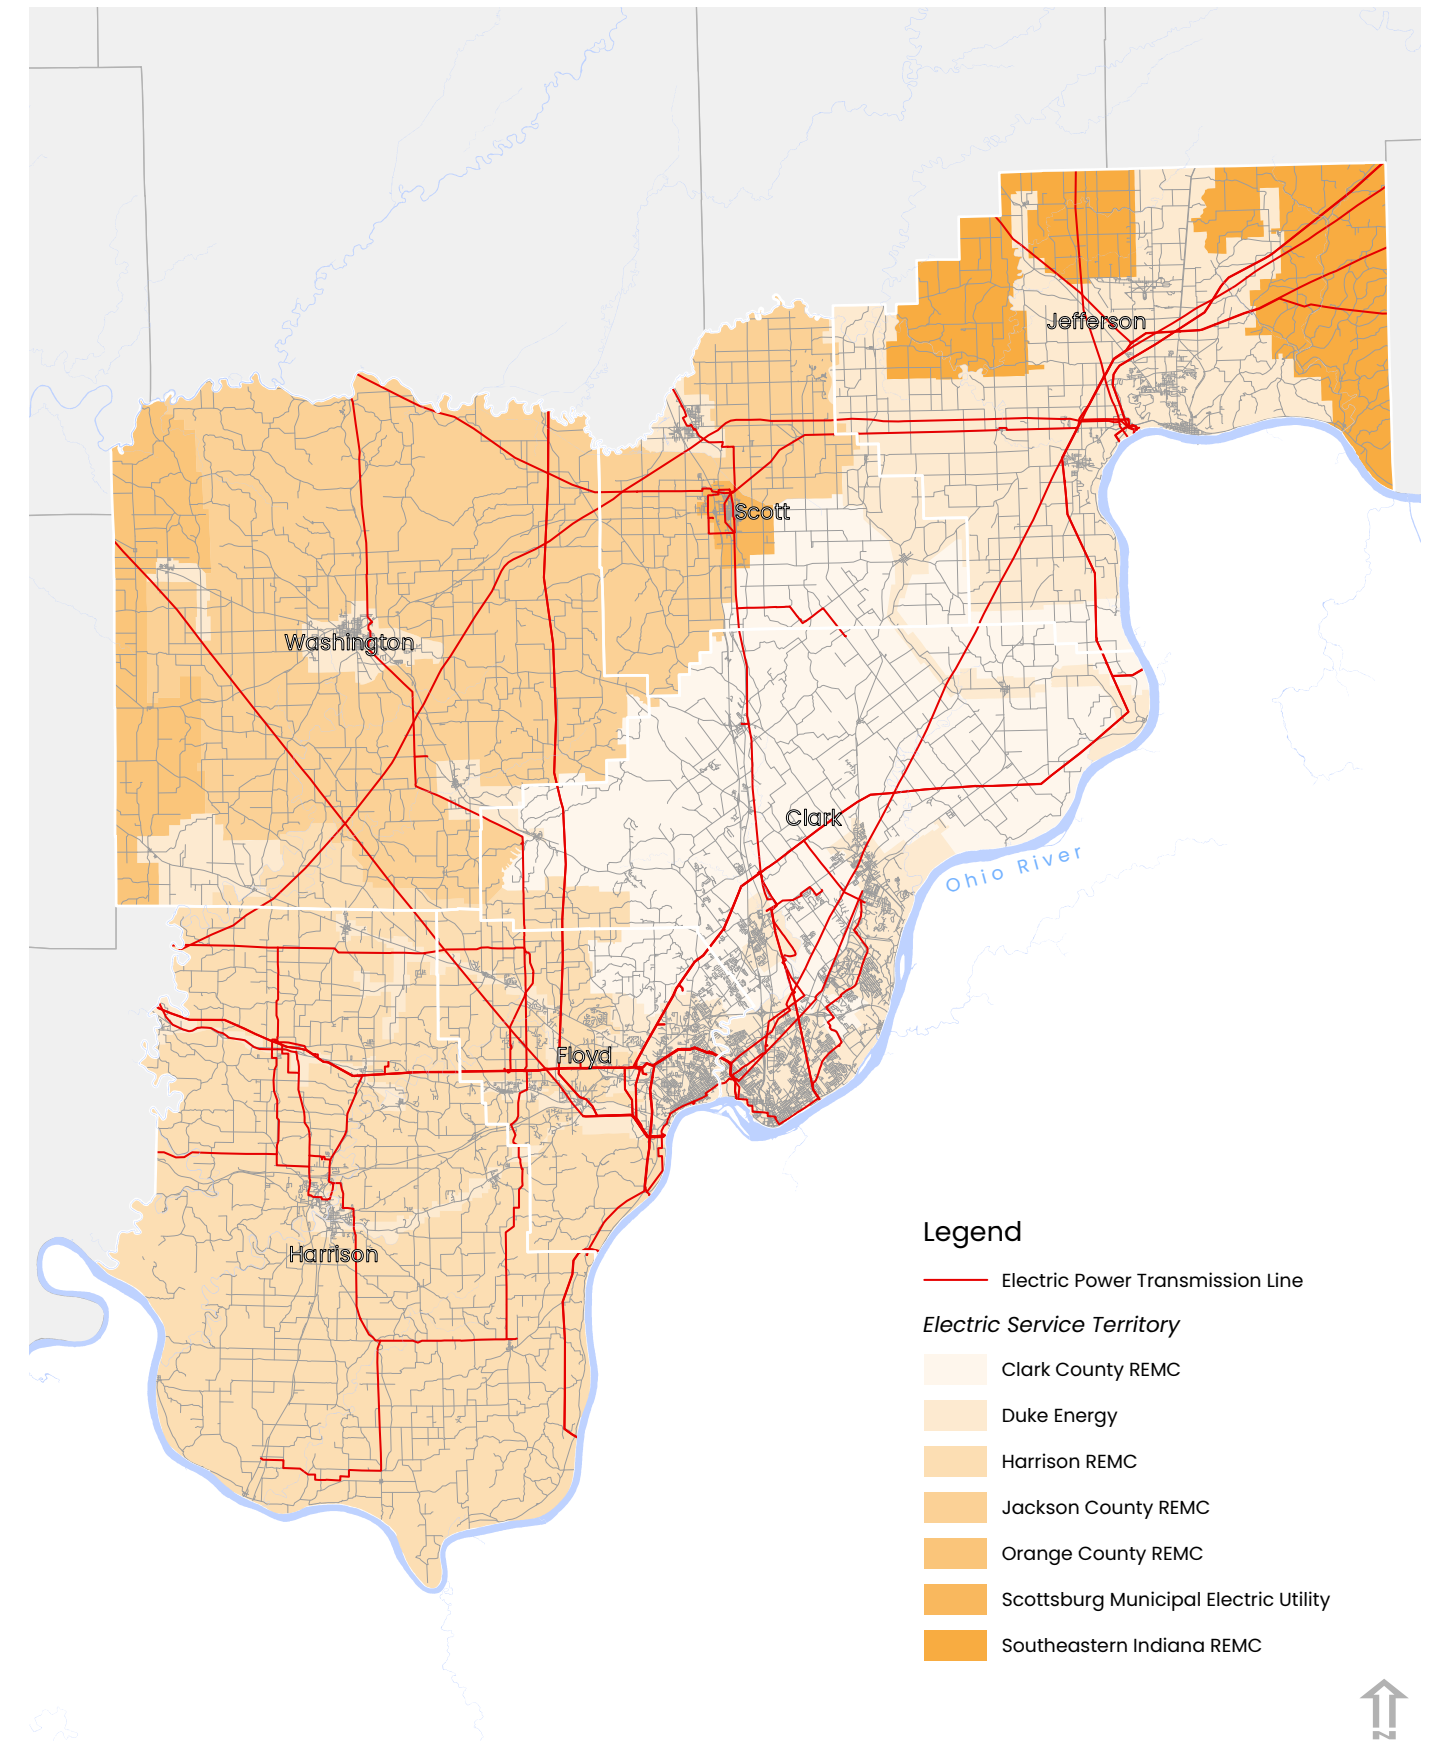 Jefferson
Scott
Washington
Clark
Ohio River
Floyd
Harrison
Legend
Electric Power Transmission Line
Electric Service Territory
Clark County REMC
Duke Energy
Harrison REMC
Jackson County REMC
Orange County REMC
Scottsburg Municipal Electric Utility
Southeastern Indiana REMC
N